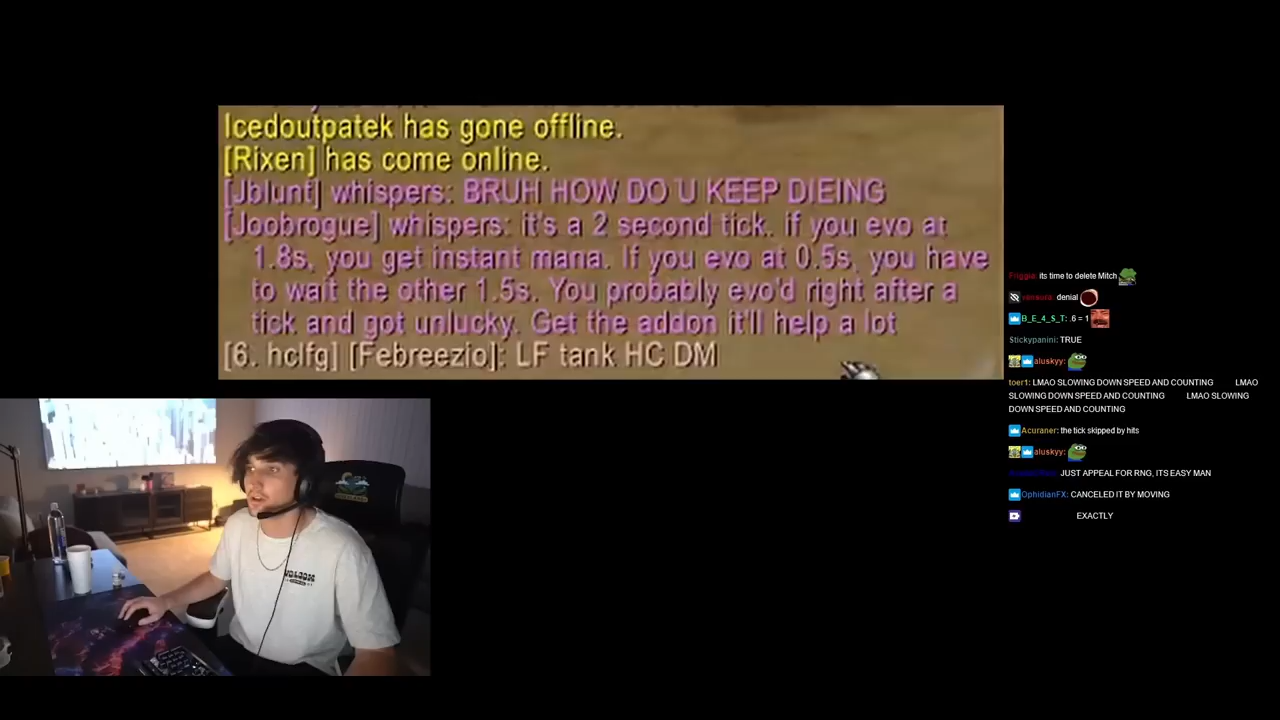 Icedoutpatek has gone offline.
[Rixen] has come online.
[Jblunt] whispers: BRUH HOW DO U KEEP DIEING
[Joobrogue] whispers: it's a 2 second tick. if you evo at
1.8s, you get instant mana. If you evo at 0.5s, you have
to wait the other 1.5s. You probably evo'd right after a
tick and got unlucky. Get the addon it'll help a lot
[6. hclfg] [Febreezio]: LF tank HC DM
Friggia: its time to delete Mitch
denial
B_E_4_S_T: .6 = 1
Stickypanini: TRUE
aluskyy:
toer1: LMAO SLOWING DOWN SPEED AND COUNTING LMAO
SLOWING DOWN SPEED AND COUNTING LMAO SLOWING
DOWN SPEED AND COUNTING
Acuraner: the tick skipped by hits
aluskyy:
JUST APPEAL FOR RNG, ITS EASY MAN
OphidianFX: CANCELED IT BY MOVING
EXACTLY
VOLCOM